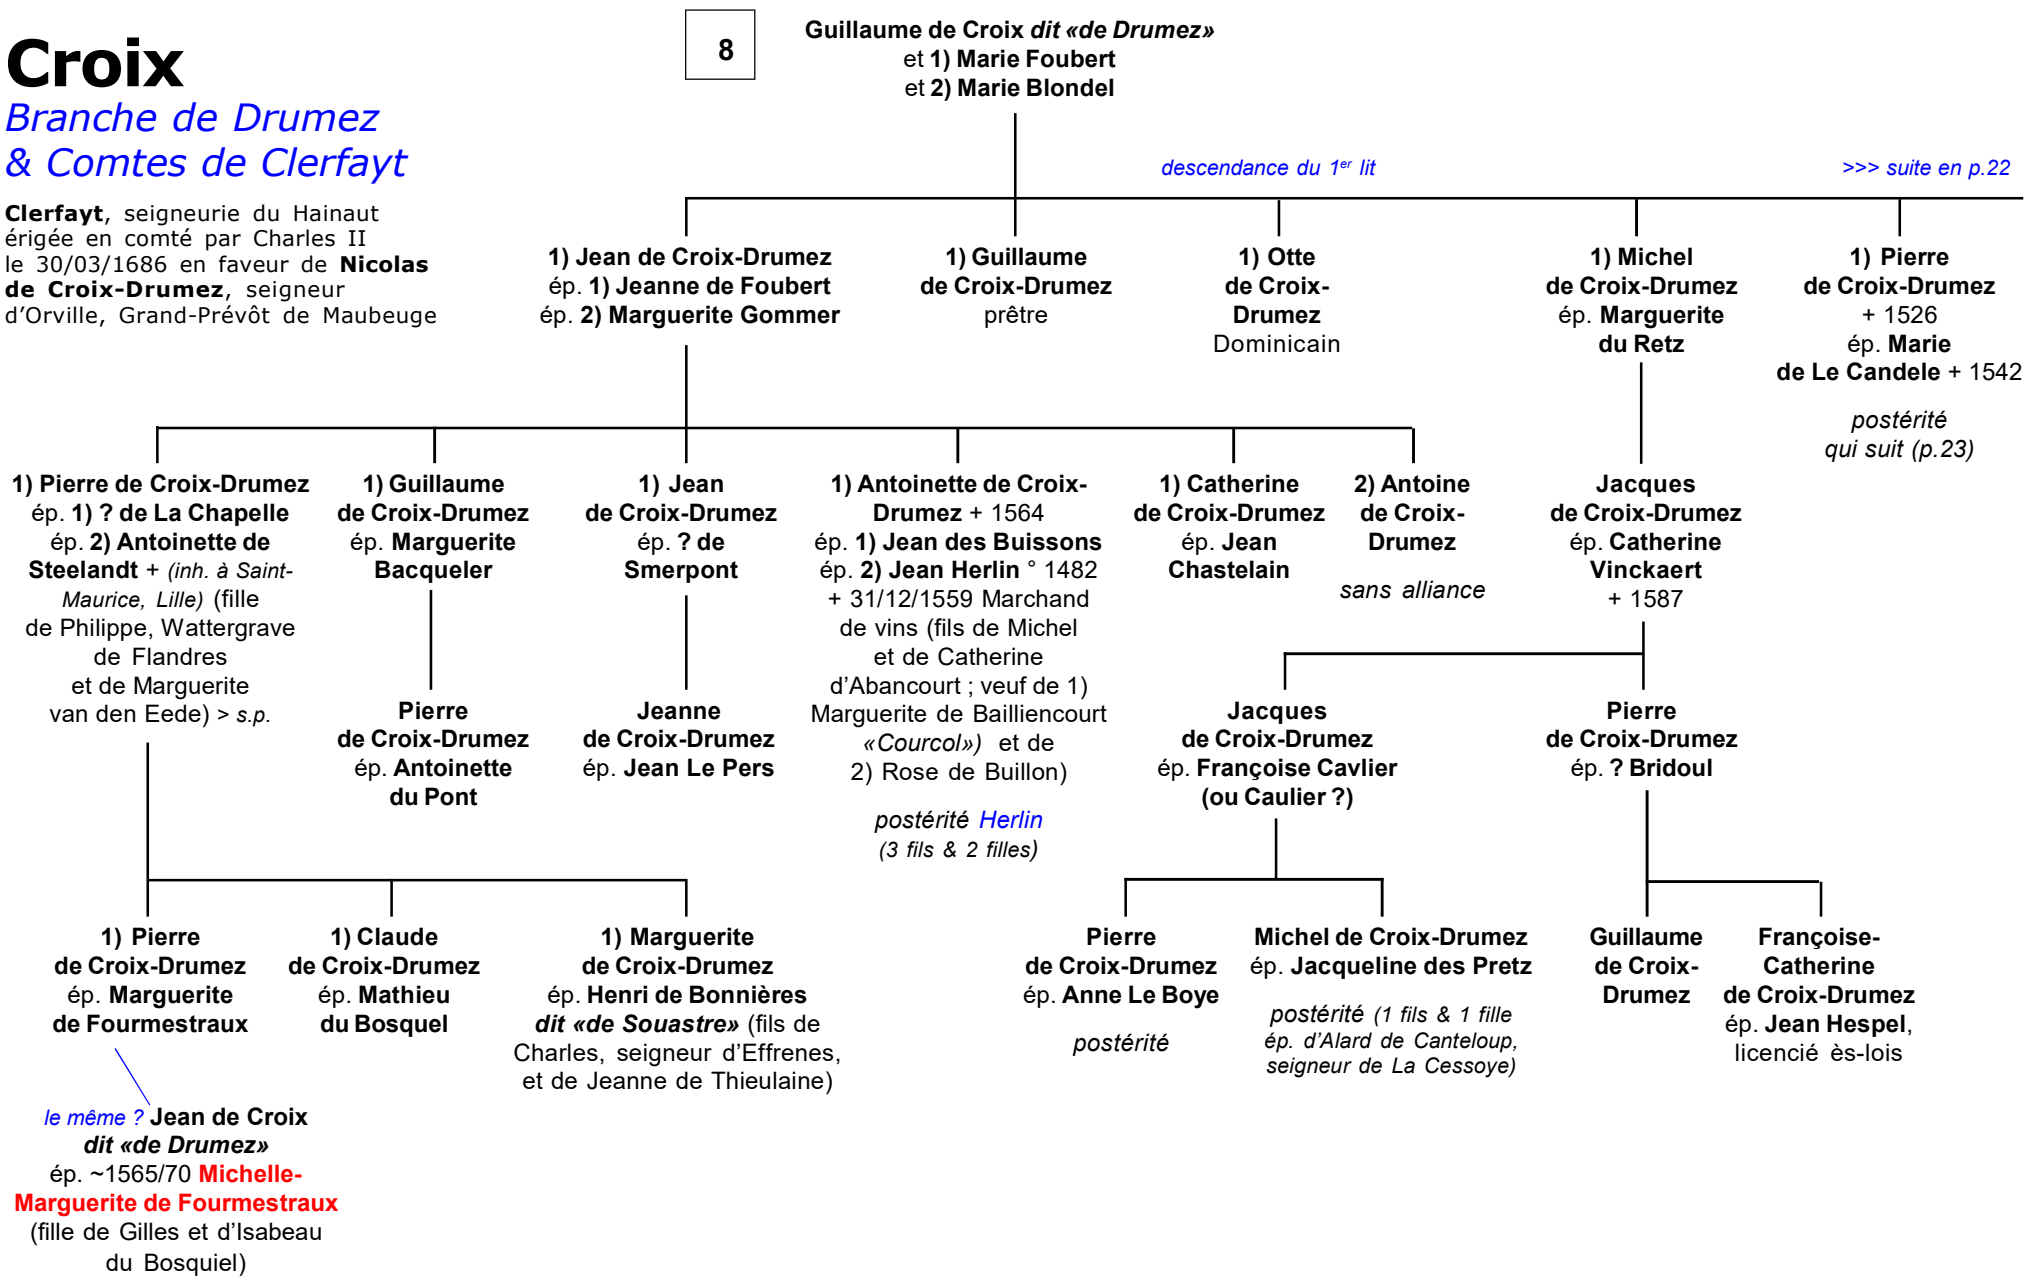 Croix
Branche de Drumez
& Comtes de Clerfayt
Clerfayt, seigneurie du Hainaut
érigée en comté par Charles II
le 30/03/1686 en faveur de Nicolas
de Croix-Drumez, seigneur
d’Orville, Grand-Prévôt de Maubeuge
8
Guillaume de Croix dit «de Drumez»
et 1) Marie Foubert
et 2) Marie Blondel
descendance du 1er lit
>>> suite en p.22
1) Jean de Croix-Drumez
ép. 1) Jeanne de Foubert
ép. 2) Marguerite Gommer
1) Guillaume
de Croix-Drumez
prêtre
1) Otte
de Croix-
Drumez
Dominicain
1) Michel
de Croix-Drumez
ép. Marguerite
du Retz
1) Pierre
de Croix-Drumez
+ 1526
ép. Marie
de Le Candele + 1542
postérité
qui suit (p.23)
1) Pierre de Croix-Drumez
ép. 1) ? de La Chapelle
ép. 2) Antoinette de
Steelandt + (inh. à Saint-
Maurice, Lille) (fille
de Philippe, Wattergrave
de Flandres
et de Marguerite
van den Eede) > s.p.
1) Guillaume
de Croix-Drumez
ép. Marguerite
Bacqueler
1) Jean
de Croix-Drumez
ép. ? de
Smerpont
1) Antoinette de Croix-
Drumez + 1564
ép. 1) Jean des Buissons
ép. 2) Jean Herlin ° 1482
+ 31/12/1559 Marchand
de vins (fils de Michel
et de Catherine
d’Abancourt ; veuf de 1)
Marguerite de Bailliencourt
«Courcol») et de
2) Rose de Buillon)
postérité Herlin
(3 fils & 2 filles)
1) Catherine
de Croix-Drumez
ép. Jean
Chastelain
2) Antoine
de Croix-
Drumez
sans alliance
Jacques
de Croix-Drumez
ép. Catherine
Vinckaert
+ 1587
Pierre
de Croix-Drumez
ép. Antoinette
du Pont
Jeanne
de Croix-Drumez
ép. Jean Le Pers
Jacques
de Croix-Drumez
ép. Françoise Cavlier
(ou Caulier ?)
Pierre
de Croix-Drumez
ép. ? Bridoul
1) Pierre
de Croix-Drumez
ép. Marguerite
de Fourmestraux
1) Claude
de Croix-Drumez
ép. Mathieu
du Bosquel
1) Marguerite
de Croix-Drumez
ép. Henri de Bonnières
dit «de Souastre» (fils de
Charles, seigneur d’Effrenes,
et de Jeanne de Thieulaine)
Pierre
de Croix-Drumez
ép. Anne Le Boye
postérité
Michel de Croix-Drumez
ép. Jacqueline des Pretz
postérité (1 fils & 1 fille
ép. d’Alard de Canteloup,
seigneur de La Cessoye)
Guillaume
de Croix-
Drumez
Françoise-
Catherine
de Croix-Drumez
ép. Jean Hespel,
licencié ès-lois
le même ? Jean de Croix
dit «de Drumez»
ép. ~1565/70 Michelle-
Marguerite de Fourmestraux
(fille de Gilles et d’Isabeau
du Bosquiel)